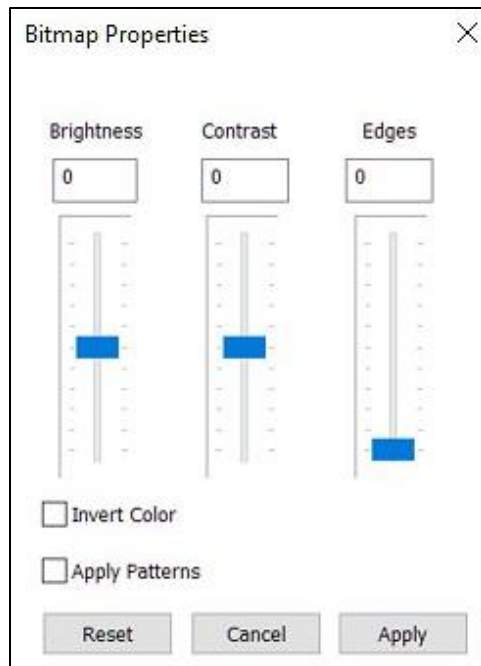 Bitmap Properties
Brightness Contrast Edges
0 0 0
Invert Color
Apply Patterns
Reset Cancel Apply